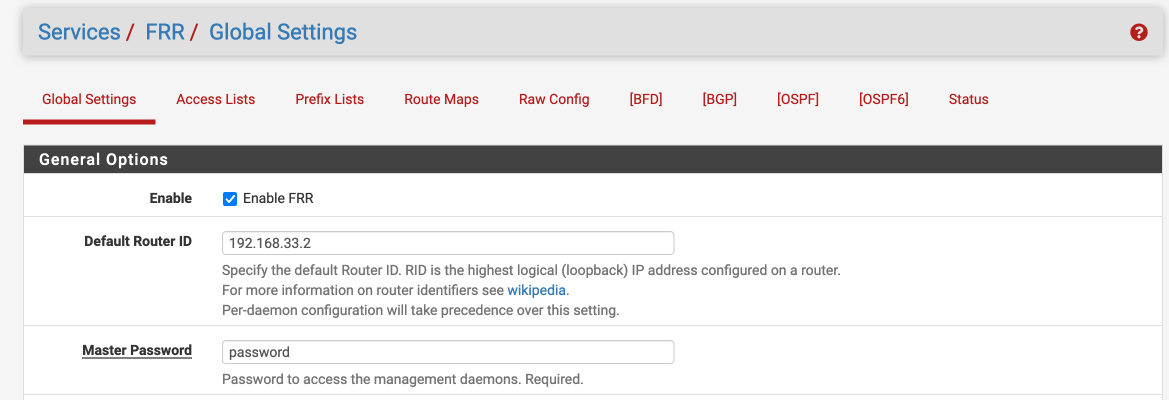 Services / FRR / Global Settings
Global Settings Access Lists Prefix Lists Route Maps Raw Config [BFD] [BGP] [OSPF] [OSPF6] Status
General Options
Enable Enable FRR
Default Router ID 192.168.33.2
Specify the default Router ID. RID is the highest logical (loopback) IP address configured on a router.
For more information on router identifiers see wikipedia.
Per-daemon configuration will take precedence over this setting.
Master Password password
Password to access the management daemons. Required.